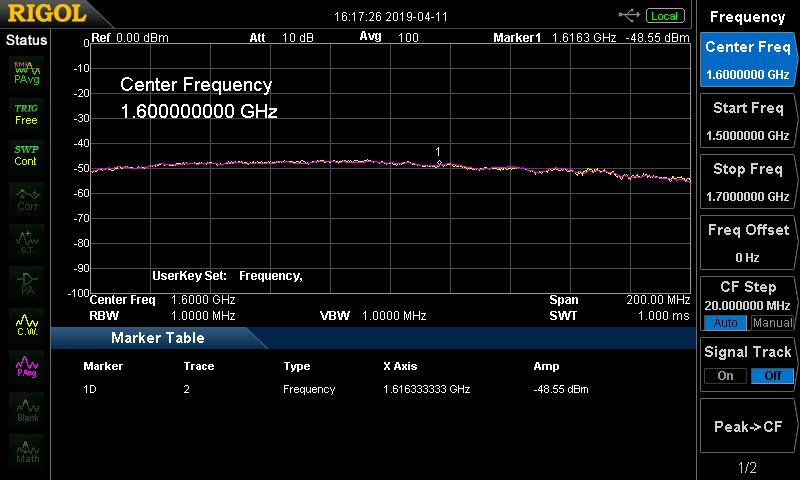 RIGOL
16:17:26 2019-04-11
Local
Frequency
Status
Ref 0.00 dBm Att 10 dB Avg 100 Marker1 1.6163 GHz -48.55 dBm
Center Freq
1.6000000 GHz
RMS
PAvg
TRIG
Free
SWP
Cont
Corr
S.T.
PA
C.W.
PAvg
Blank
Math
0
-10
-20
-30
-40
-50
-60
-70
-80
-90
-100
Center Frequency
1.600000000 GHz
1
UserKey Set: Frequency,
Center Freq 1.6000 GHz Span 200.00 MHz
RBW 1.0000 MHz VBW 1.0000 MHz SWT 1.000 ms
Marker Table
Marker Trace Type X Axis Amp
1D 2 Frequency 1.616333333 GHz -48.55 dBm
Start Freq
1.5000000 GHz
Stop Freq
1.7000000 GHz
Freq Offset
0 Hz
CF Step
20.000000 MHz
Auto Manual
Signal Track
On Off
Peak->CF
1/2